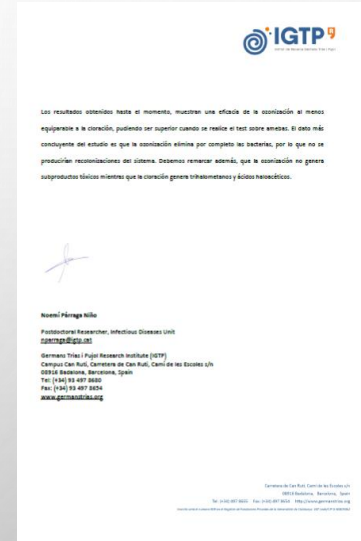 IGTP
Los resultados obtenidos hasta el momento, muestran una eficacia de la ozonización al menos
equiparable a la cloración, pudiendo ser superior cuando se realice el test sobre amebas. El dato más
concluyente del estudio es que la ozonización elimina por completo las bacterias, por lo que no se
producirían recolonizaciones del sistema. Debemos remarcar además, que la ozonización no genera
subproductos tóxicos mientras que la cloración genera trihalometanos y ácidos haloacéticos.
Noemí Párraga Niño
Postdoctoral Researcher, Infectious Diseases Unit
nparraga@igtp.cat
Germans Trias i Pujol Research Institute (IGTP)
Campus Can Ruti, Carretera de Can Ruti, Camí de les Escoles s/n
08916 Badalona, Barcelona, Spain
Tel: (+34) 93 497 8680
Fax: (+34) 93 497 8654
www.germanstrias.org
Carretera de Can Ruti, Camí de les Escoles s/n
08916 Badalona, Barcelona, Spain